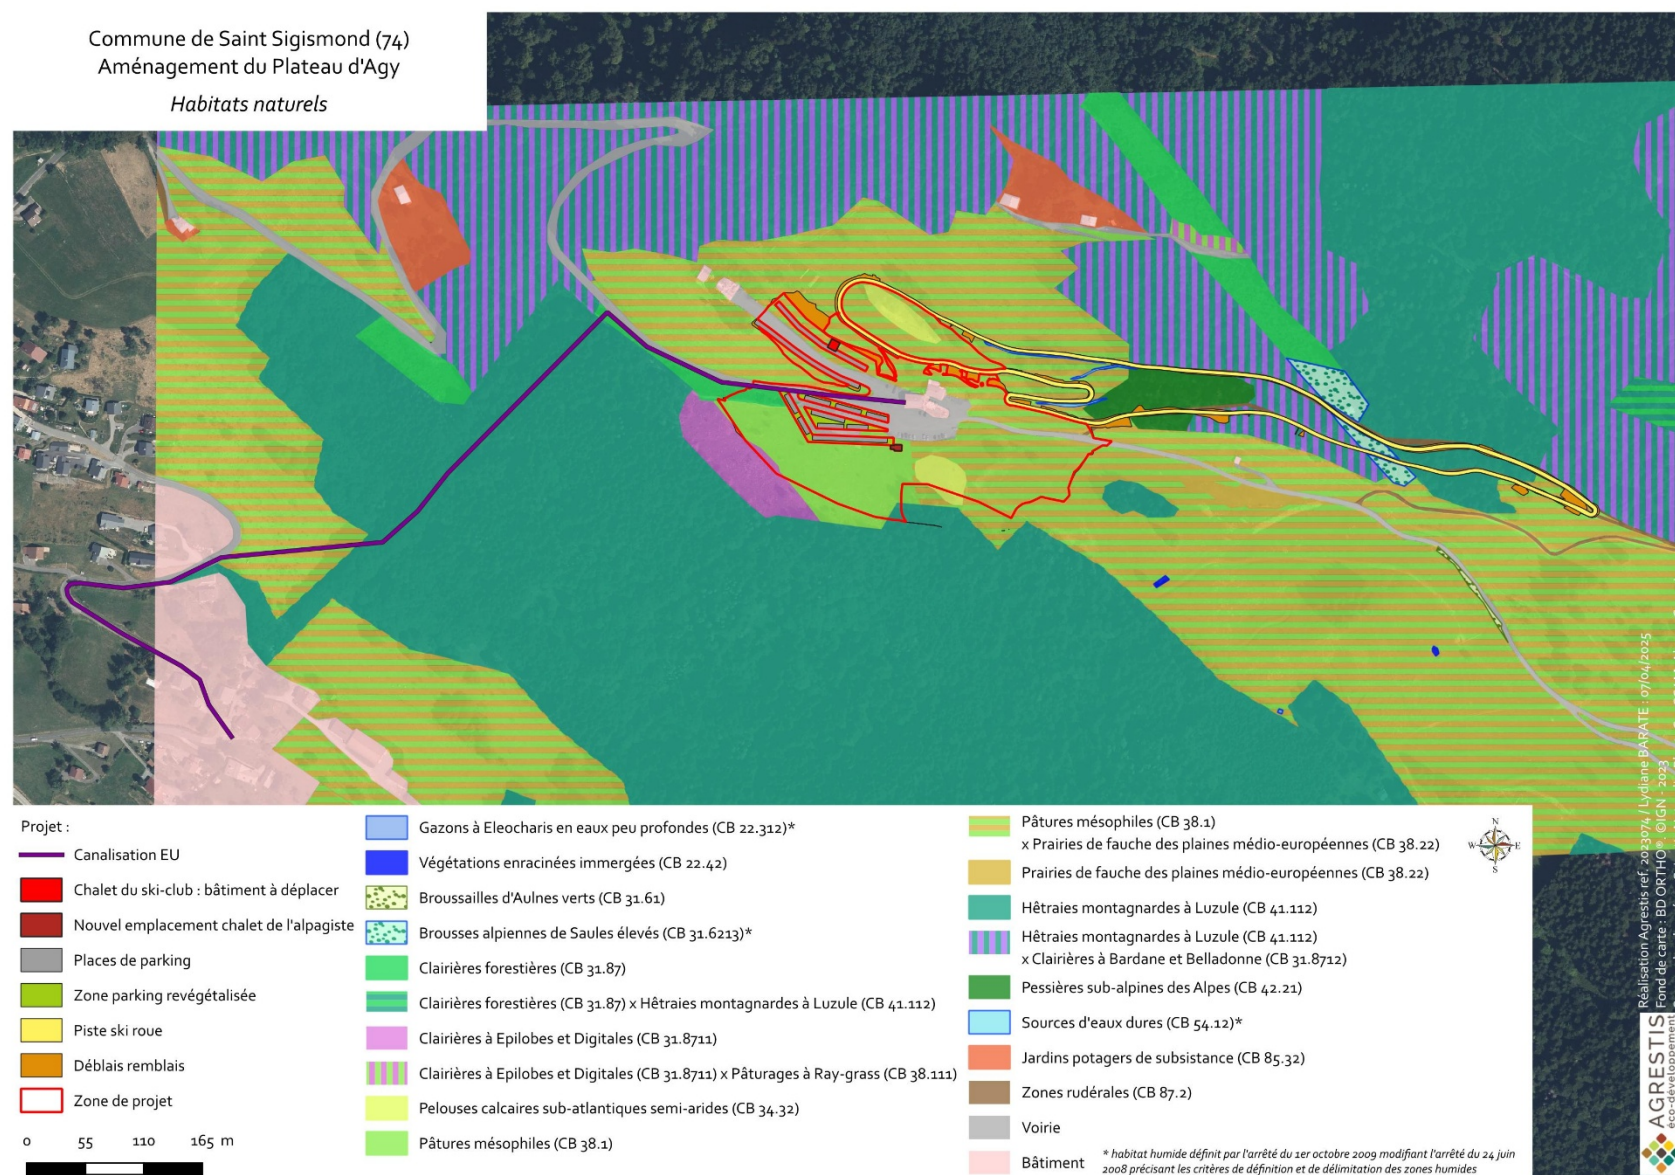 Commune de Saint Sigismond (74)
Aménagement du Plateau d'Agy
Habitats naturels
Projet :
Canalisation EU
Chalet du ski-club : bâtiment à déplacer
Nouvel emplacement chalet de l'alpagiste
Places de parking
Zone parking revégétalisée
Piste ski roue
Déblais remblais
Zone de projet
0 55 110 165 m
Gazons à Eleocharis en eaux peu profondes (CB 22.312)*
Végétations enracinées immergées (CB 22.42)
Broussailles d'Aulnes verts (CB 31.61)
Brousses alpiennes de Saules élevés (CB 31.6213)*
Clairières forestières (CB 31.87)
Clairières forestières (CB 31.87) x Hêtraies montagnardes à Luzule (CB 41.112)
Clairières à Epilobes et Digitales (CB 31.8711)
Clairières à Epilobes et Digitales (CB 31.8711) x Pâturages à Ray-grass (CB 38.111)
Pelouses calcaires sub-atlantiques semi-arides (CB 34.32)
Pâtures mésophiles (CB 38.1)
Pâtures mésophiles (CB 38.1)
x Prairies de fauche des plaines médio-européennes (CB 38.22)
Prairies de fauche des plaines médio-européennes (CB 38.22)
Hêtraies montagnardes à Luzule (CB 41.112)
Hêtraies montagnardes à Luzule (CB 41.112)
x Clairières à Bardane et Belladonne (CB 31.8712)
Pessières sub-alpines des Alpes (CB 42.21)
Sources d'eaux dures (CB 54.12)*
Jardins potagers de subsistance (CB 85.32)
Zones rudérales (CB 87.2)
Voirie
Bâtiment
* habitat humide définit par l'arrêté du 1er octobre 2009 modifiant l'arrêté du 24 juin
2008 précisant les critères de définition et de délimitation des zones humides
N
W E
S
Réalisation Agrestis ref. 2023074 / Lydiane BARATE : 07/04/2025
Fond de carte : BD ORTHO® - ©IGN - 2023
AGRESTIS
éco-développement